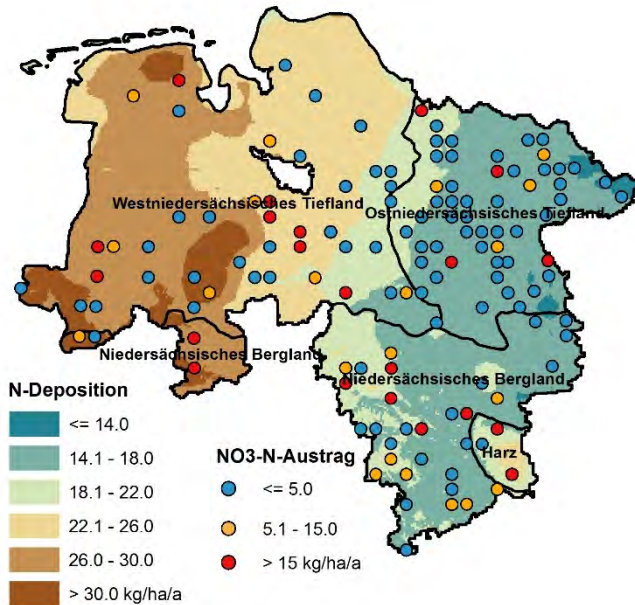 Westniedersächsisches Tiefland
Ostniedersächsisches Tiefland
Niedersächsisches Bergland
Niedersächsisches Bergland
Harz
N-Deposition
<= 14.0
14.1 - 18.0
18.1 - 22.0
22.1 - 26.0
26.0 - 30.0
> 30.0 kg/ha/a
NO3-N-Austrag
<= 5.0
5.1 - 15.0
> 15 kg/ha/a